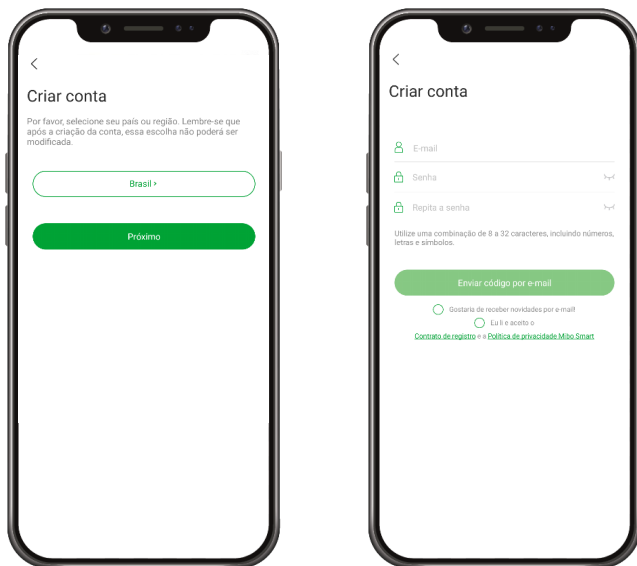 Criar conta
Por favor, selecione seu país ou região. Lembre-se que
após a criação da conta, essa escolha não poderá ser
modificada.
Brasil >
Próximo
Criar conta
E-mail
Senha
Repita a senha
Utilize uma combinação de 8 a 32 caracteres, incluindo números,
letras e símbolos.
Enviar código por e-mail
Gostaria de receber novidades por e-mail!
Eu li e aceito o
Contrato de registro e a Política de privacidade Mibo Smart